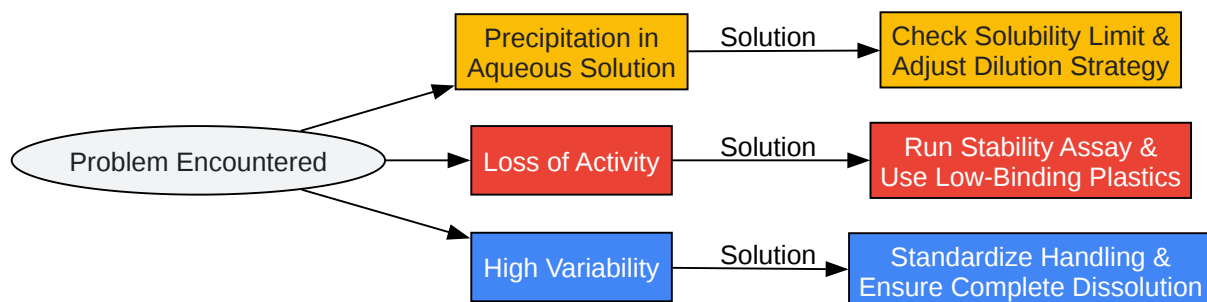 Problem Encountered
Precipitation in
Aqueous Solution
Solution
Check Solubility Limit &
Adjust Dilution Strategy
Loss of Activity
Solution
Run Stability Assay &
Use Low-Binding Plastics
High Variability
Solution
Standardize Handling &
Ensure Complete Dissolution